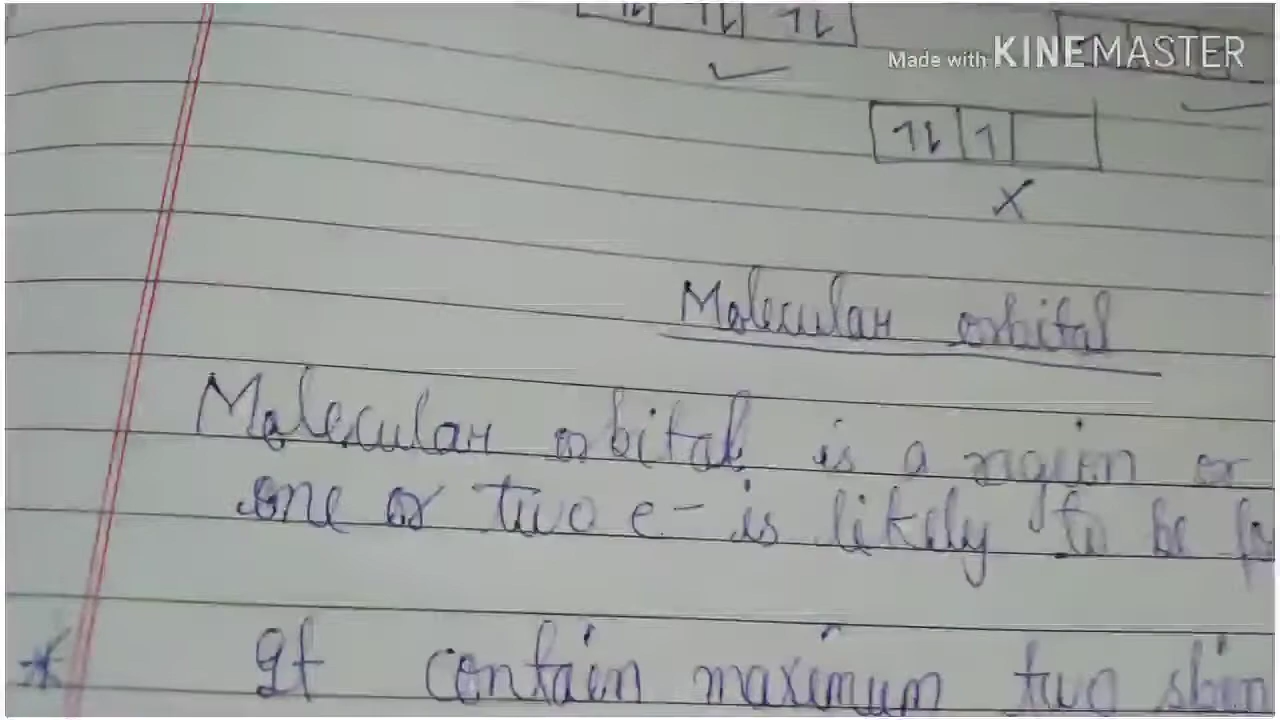 Made with KINEMASTER
Molecular orbital
Molecular orbital is a region or
one or two e- is likely to be
It contain maximum two